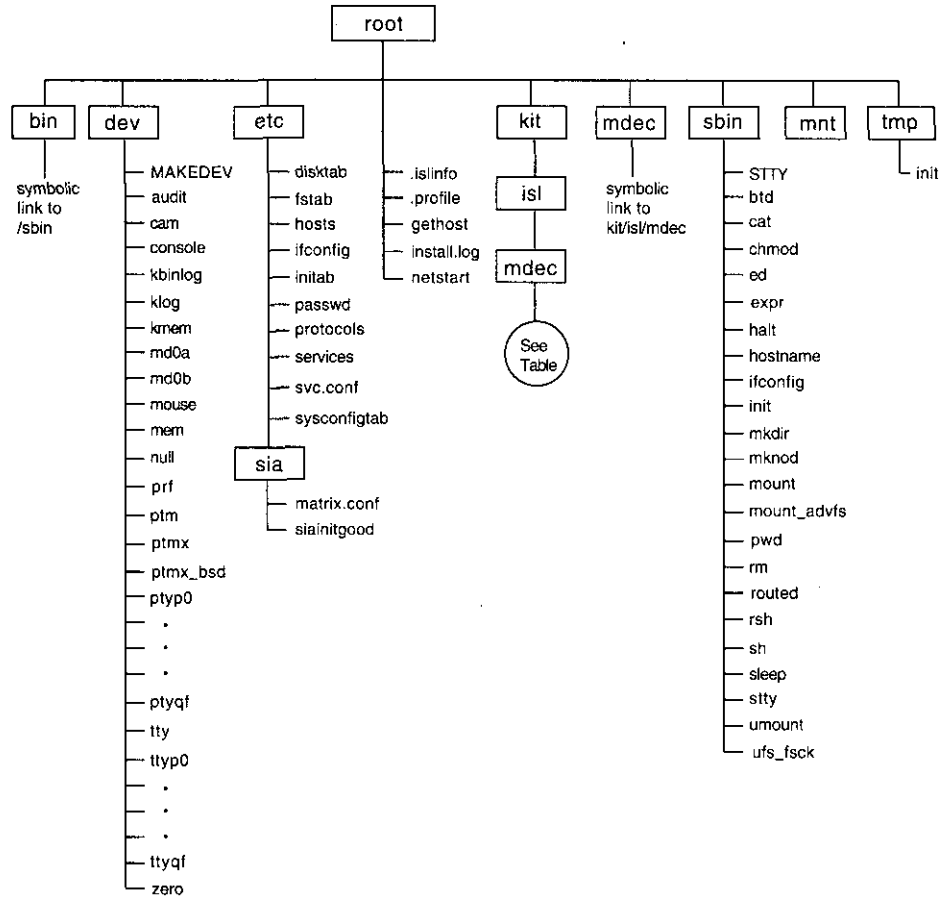 root
bin
dev
etc
kit
mdec
sbin
mnt
tmp
symbolic
link to
/sbin
MAKEDEV
audit
cam
console
kbinlog
klog
kmem
md0a
md0b
mouse
mem
null
prf
ptm
ptmx
ptmx_bsd
ptyp0
.
.
.
ptyqf
tty
ttyp0
.
.
.
ttyqf
zero
disktab
fstab
hosts
ifconfig
initab
passwd
protocols
services
svc.conf
sysconfigtab
sia
matrix.conf
siainitgood
.islinfo
.profile
gethost
install.log
netstart
isl
mdec
See
Table
symbolic
link to
kit/isl/mdec
STTY
btd
cat
chmod
ed
expr
halt
hostname
ifconfig
init
mkdir
mknod
mount
mount_advfs
pwd
rm
routed
rsh
sh
sleep
stty
umount
ufs_fsck
init